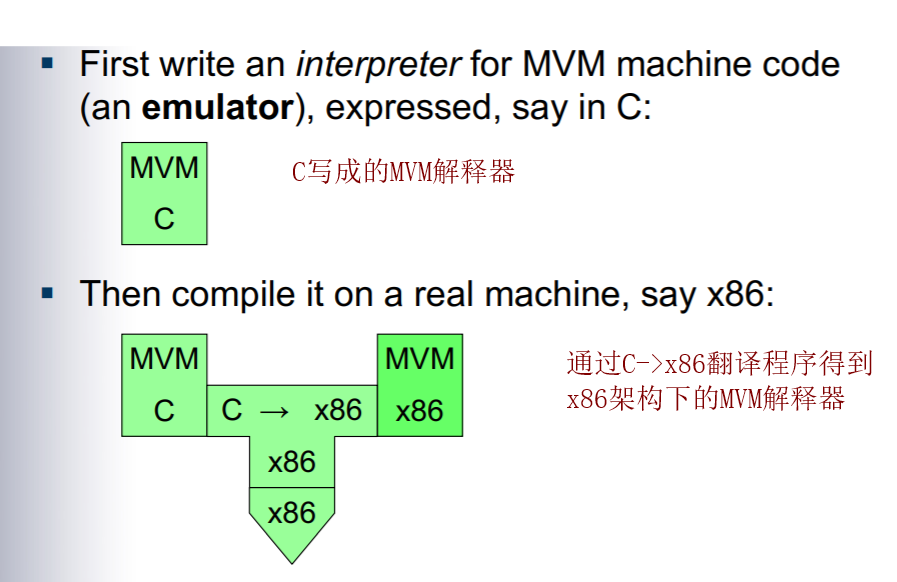 ▪ First write an interpreter for MVM machine code
(an emulator), expressed, say in C:
MVM
C
C写成的MVM解释器
▪ Then compile it on a real machine, say x86:
MVM
MVM
C
C → x86
x86
通过C->x86翻译程序得到
x86架构下的MVM解释器
x86
x86